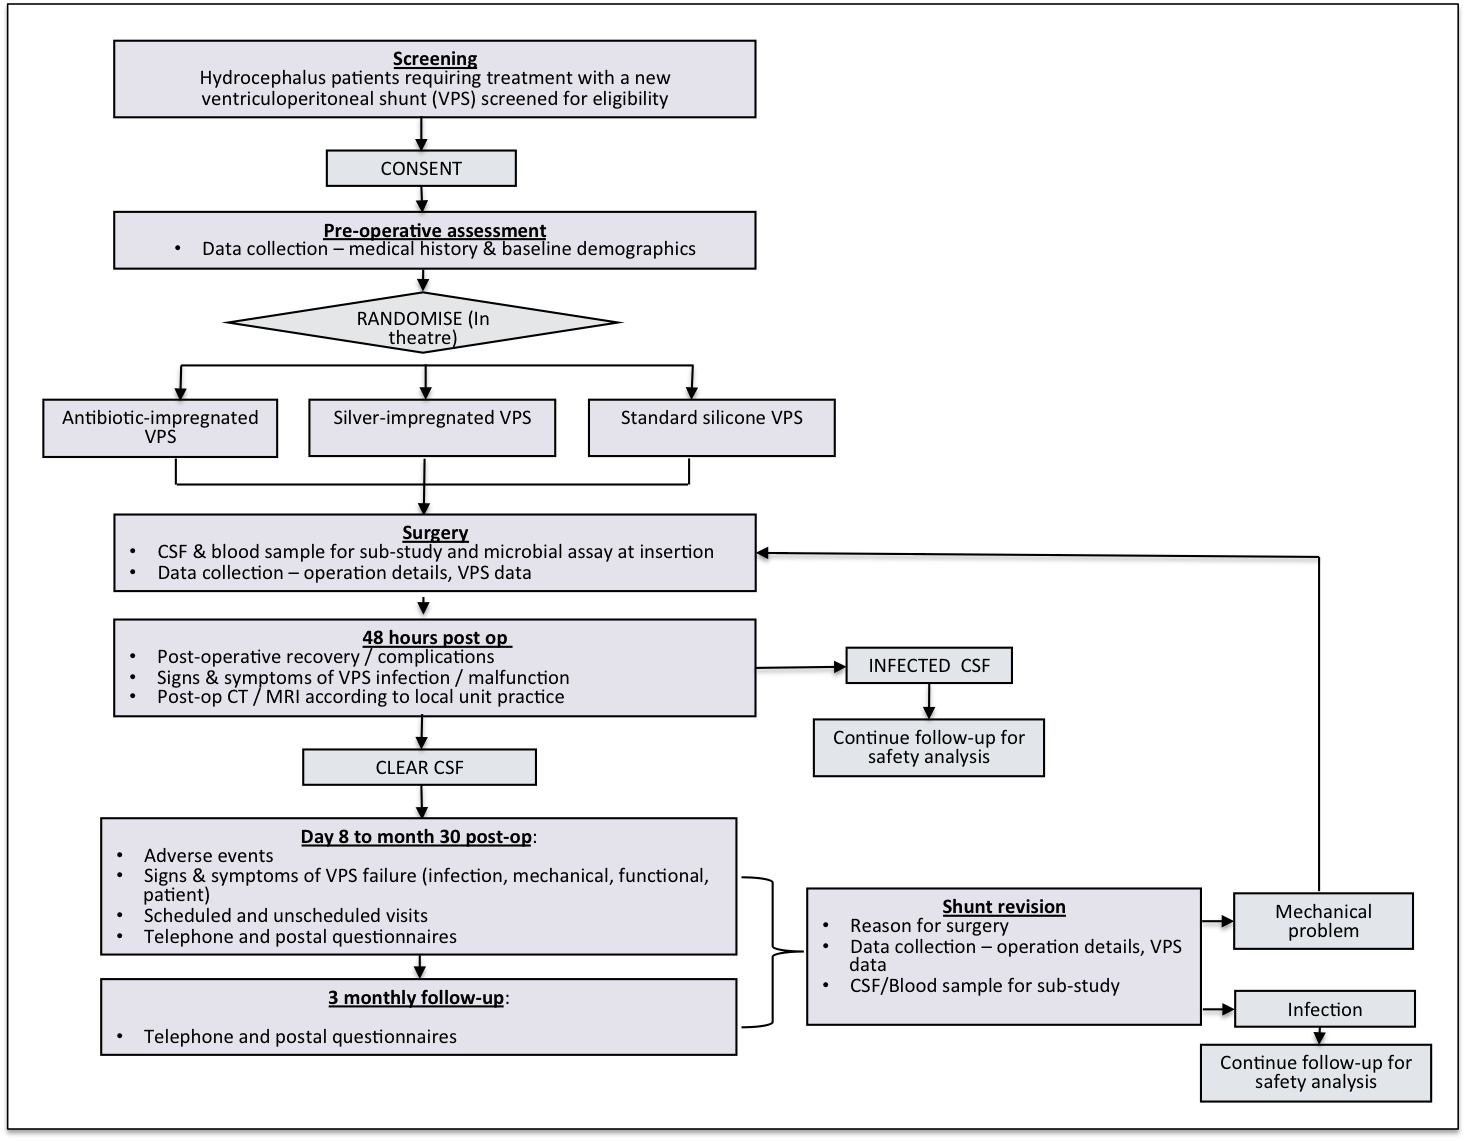 Screening
Hydrocephalus patients requiring treatment with a new
ventriculoperitoneal shunt (VPS) screened for eligibility
CONSENT
Pre-operative assessment
• Data collection – medical history & baseline demographics
RANDOMISE (In
theatre)
Antibiotic-impregnated
VPS
Silver-impregnated VPS
Standard silicone VPS
Surgery
• CSF & blood sample for sub-study and microbial assay at insertion
• Data collection – operation details, VPS data
48 hours post op
• Post-operative recovery / complications
• Signs & symptoms of VPS infection / malfunction
• Post-op CT / MRI according to local unit practice
INFECTED CSF
Continue follow-up for
safety analysis
CLEAR CSF
Day 8 to month 30 post-op:
• Adverse events
• Signs & symptoms of VPS failure (infection, mechanical, functional,
patient)
• Scheduled and unscheduled visits
• Telephone and postal questionnaires
3 monthly follow-up:
• Telephone and postal questionnaires
Shunt revision
• Reason for surgery
• Data collection – operation details, VPS
data
• CSF/Blood sample for sub-study
Mechanical
problem
Infection
Continue follow-up for
safety analysis